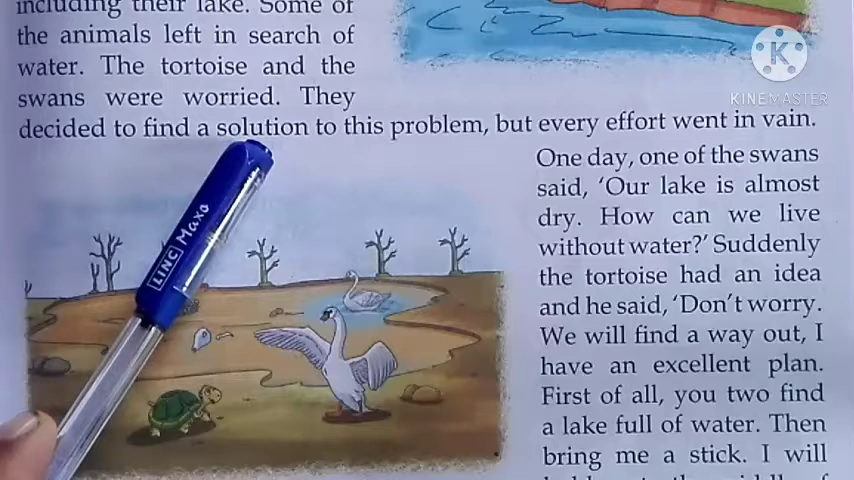 including their lake. Some of
the animals left in search of
water. The tortoise and the
swans were worried. They
decided to find a solution to this problem, but every effort went in vain.
One day, one of the swans
said, ‘Our lake is almost
dry. How can we live
without water?’ Suddenly
the tortoise had an idea
and he said, ‘Don’t worry.
We will find a way out, I
have an excellent plan.
First of all, you two find
a lake full of water. Then
bring me a stick. I will
LINC Maxo
K
KINEMASTER